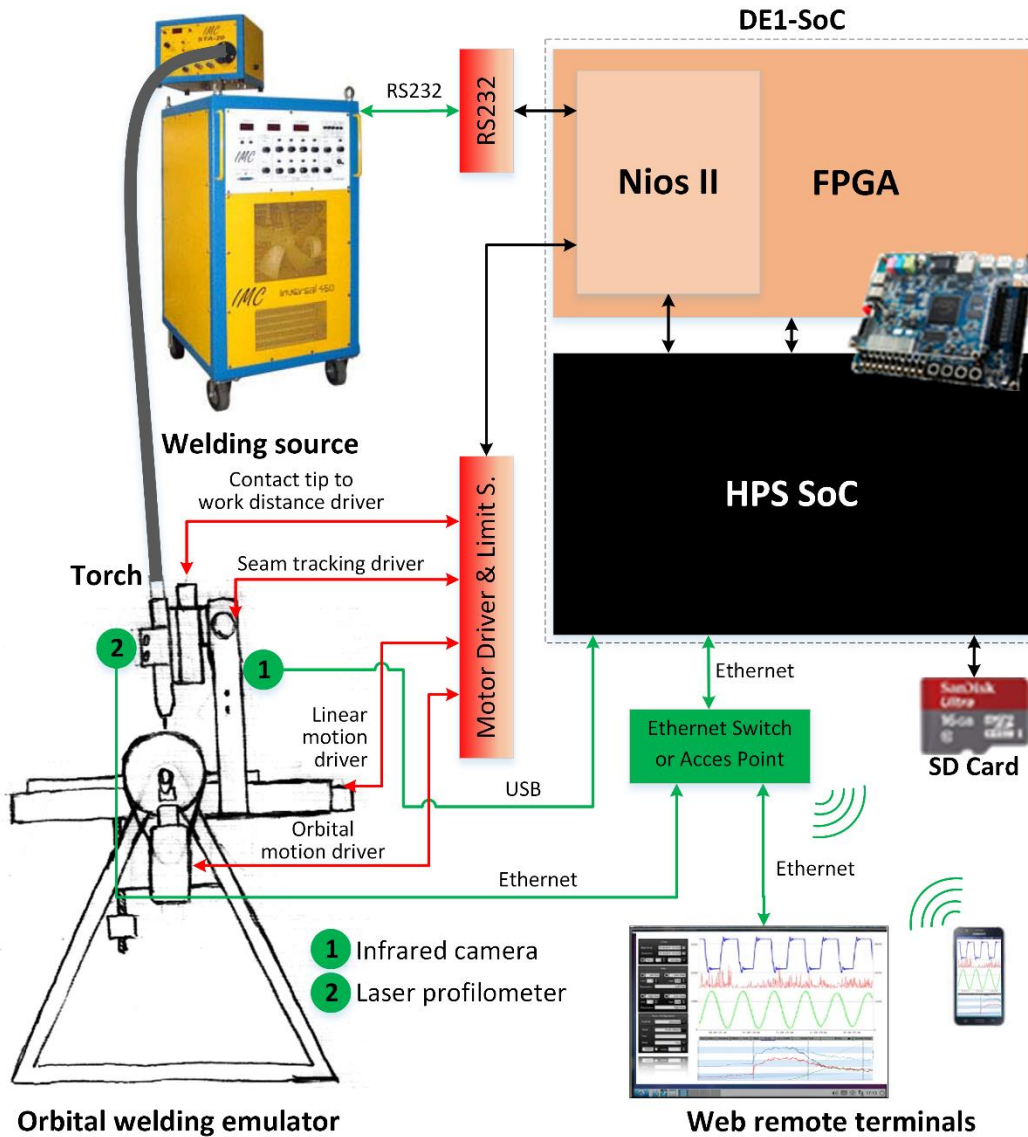 DE1-SoC
IMC
STA-20
RS232
RS232
Nios II
FPGA
IMC
IMC
Inversal 450
HPS SoC
Welding source
Contact tip to
work distance driver
Motor Driver & Limit S.
Seam tracking driver
Torch
2
1
Linear
motion
driver
Ethernet
Ethernet Switch
or Acces Point
SanDisk
Ultra
16GB
SD Card
USB
Orbital
motion driver
Ethernet
Ethernet
1 Infrared camera
2 Laser profilometer
Orbital welding emulator
Web remote terminals